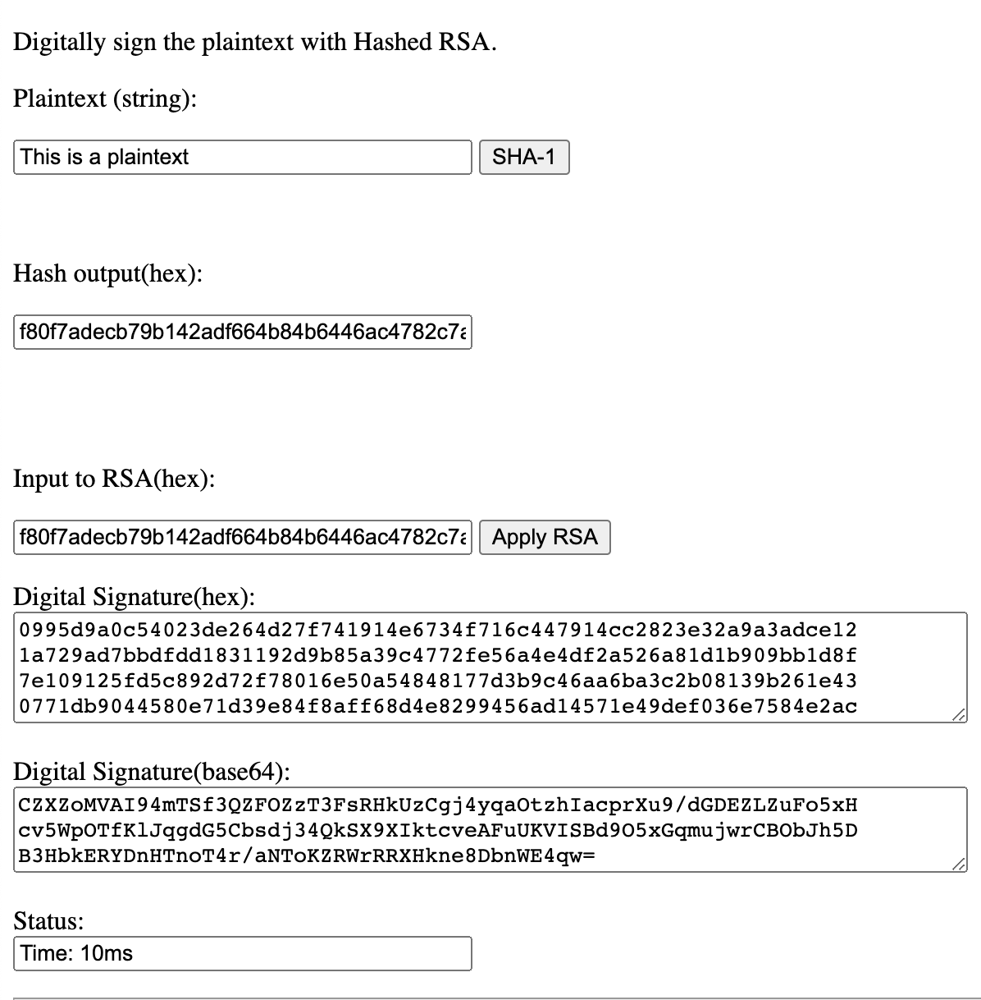 Digitally sign the plaintext with Hashed RSA.
Plaintext (string):
This is a plaintext SHA-1
Hash output(hex):
f80f7adecb79b142adf664b84b6446ac4782c7a
Input to RSA(hex):
f80f7adecb79b142adf664b84b6446ac4782c7a Apply RSA
Digital Signature(hex):
0995d9a0c54023de264d27f741914e6734f716c447914cc2823e32a9a3adce12
1a729ad7bbdfdd1831192d9b85a39c4772fe56a4e4df2a526a81d1b909bb1d8f
7e109125fd5c892d72f78016e50a54848177d3b9c46aa6ba3c2b08139b261e43
0771db9044580e71d39e84f8aff68d4e8299456ad14571e49def036e7584e2ac
Digital Signature(base64):
CZXZoMVAI94mTSf3QZFOZzT3FsRHkUzCgj4yqaOtzhIacprXu9/dGDEZLZuFo5xH
cv5WpOTfKlJqgdG5Cbsdj34QkSX9XIktcveAFuUKVISBd9O5xGqmujwrCBObJh5D
B3HbkERYDnHTnoT4r/aNToKZRWrRRXHkne8DbnWE4qw=
Status:
Time: 10ms